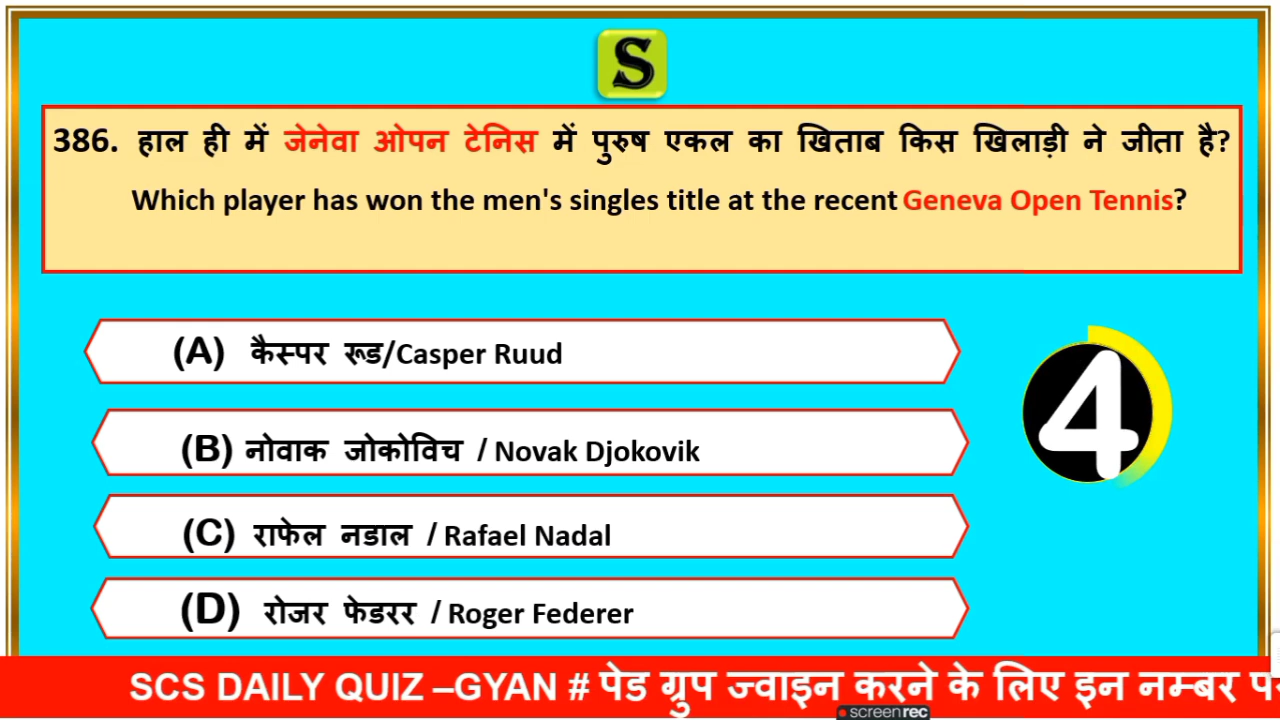 S
386. हाल ही में जेनेवा ओपन टेनिस में पुरुष एकल का खिताब किस खिलाड़ी ने जीता है?
Which player has won the men's singles title at the recent Geneva Open Tennis?
(A) कैस्पर रूड/Casper Ruud
4
(B) नोवाक जोकोविच / Novak Djokovik
(C) राफेल नडाल / Rafael Nadal
(D) रोजर फेडरर / Roger Federer
SCS DAILY QUIZ –GYAN # पेड ग्रुप ज्वाइन करने के लिए इन नम्बर
screenrec